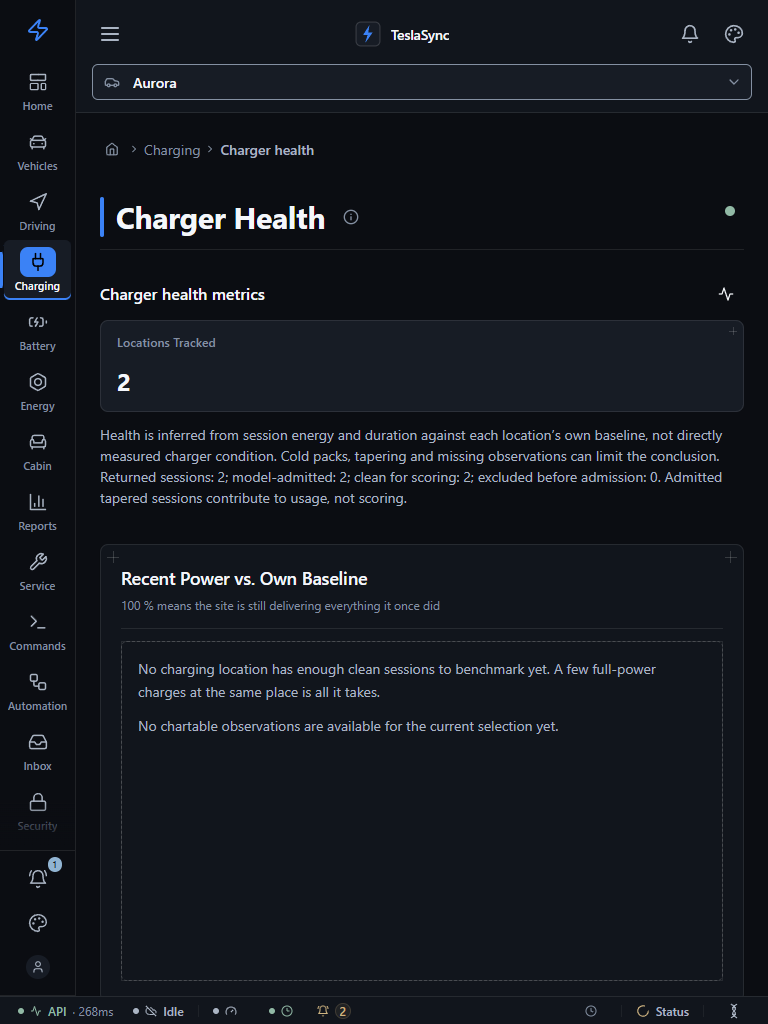 TeslaSync
Aurora
Home
Vehicles
Driving
Charging
Battery
Energy
Cabin
Reports
Service
Commands
Automation
Inbox
Security
1
Charging
Charger health
Charger Health
Charger health metrics
Locations Tracked
2
Health is inferred from session energy and duration against each location's own baseline, not directly
measured charger condition. Cold packs, tapering and missing observations can limit the conclusion.
Returned sessions: 2; model-admitted: 2; clean for scoring: 2; excluded before admission: 0. Admitted
tapered sessions contribute to usage, not scoring.
Recent Power vs. Own Baseline
100 % means the site is still delivering everything it once did
No charging location has enough clean sessions to benchmark yet. A few full-power
charges at the same place is all it takes.
No chartable observations are available for the current selection yet.
API · 268ms
Idle
2
Status